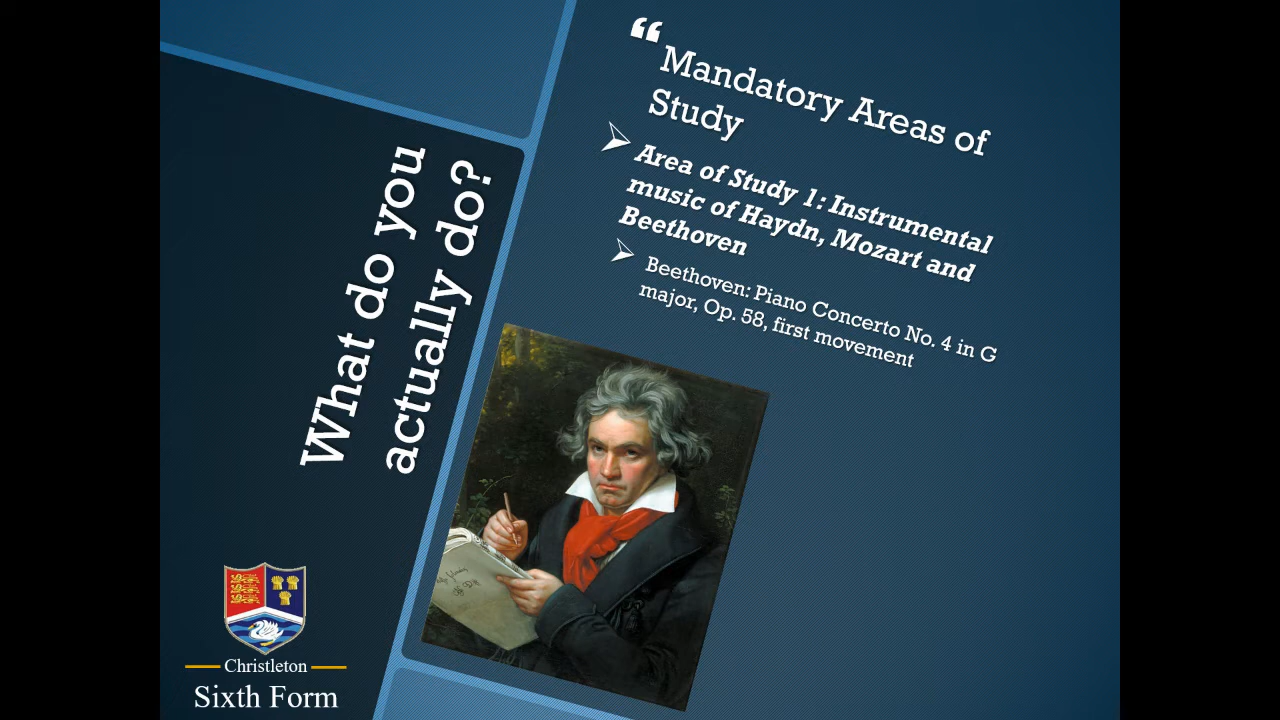 What do you
actually do?
“
Mandatory Areas of
Study
Area of Study 1: Instrumental
music of Haydn, Mozart and
Beethoven
Beethoven: Piano Concerto No. 4 in G
major, Op. 58, first movement
Christleton
Sixth Form